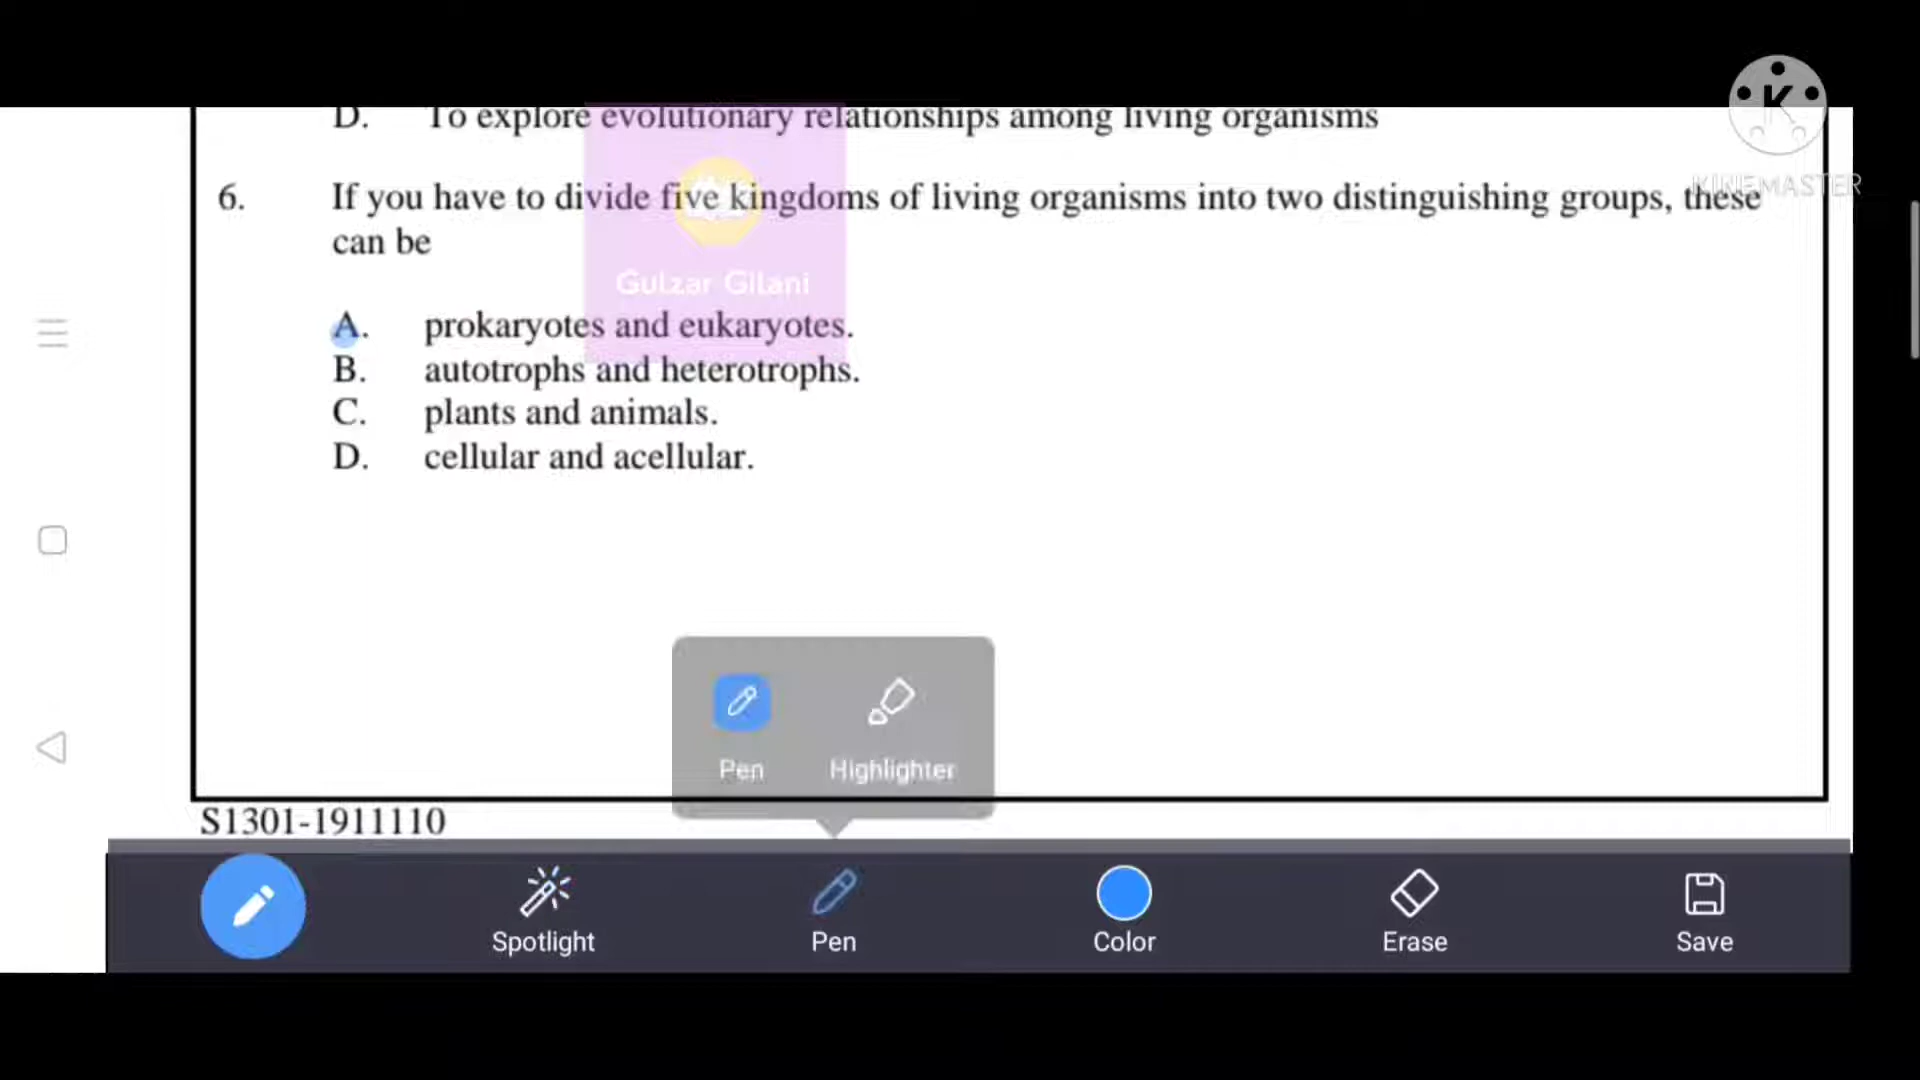 D. To explore evolutionary relationships among living organisms
6. If you have to divide five kingdoms of living organisms into two distinguishing groups, these
can be
Gulzar Gilani
A. prokaryotes and eukaryotes.
B. autotrophs and heterotrophs.
C. plants and animals.
D. cellular and acellular.
K
KINEMASTER
Pen Highlighter
S1301-1911110
Spotlight Pen Color Erase Save